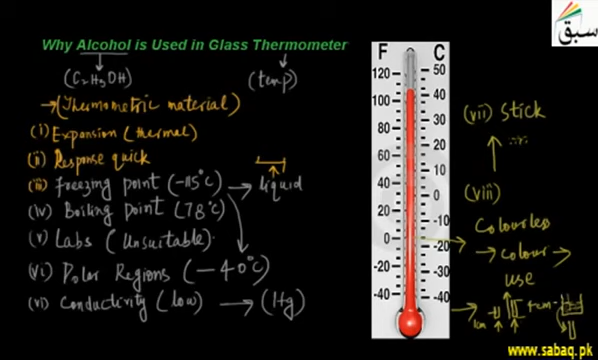 سبق
Why Alcohol is Used in Glass Thermometer
(C2H5OH)
(temp)
→(Thermometric material)
(i) Expansion (thermal)
(ii) Response quick
(iii) Freezing point (-115°C) → liquid
(iv) Boiling Point (78°C)
(v) Labs (Unsuitable).
(vi) Polar Regions (-40°C)
(vi) Conductivity (low) → (Hg)
F C
120
100
80
60
40
20
0
-20
-40
50
40
30
20
10
0
-10
-20
-30
-40
(vii) Stick
(viii)
Colourless
→ colour →
use
1cm
www.sabaq.pk